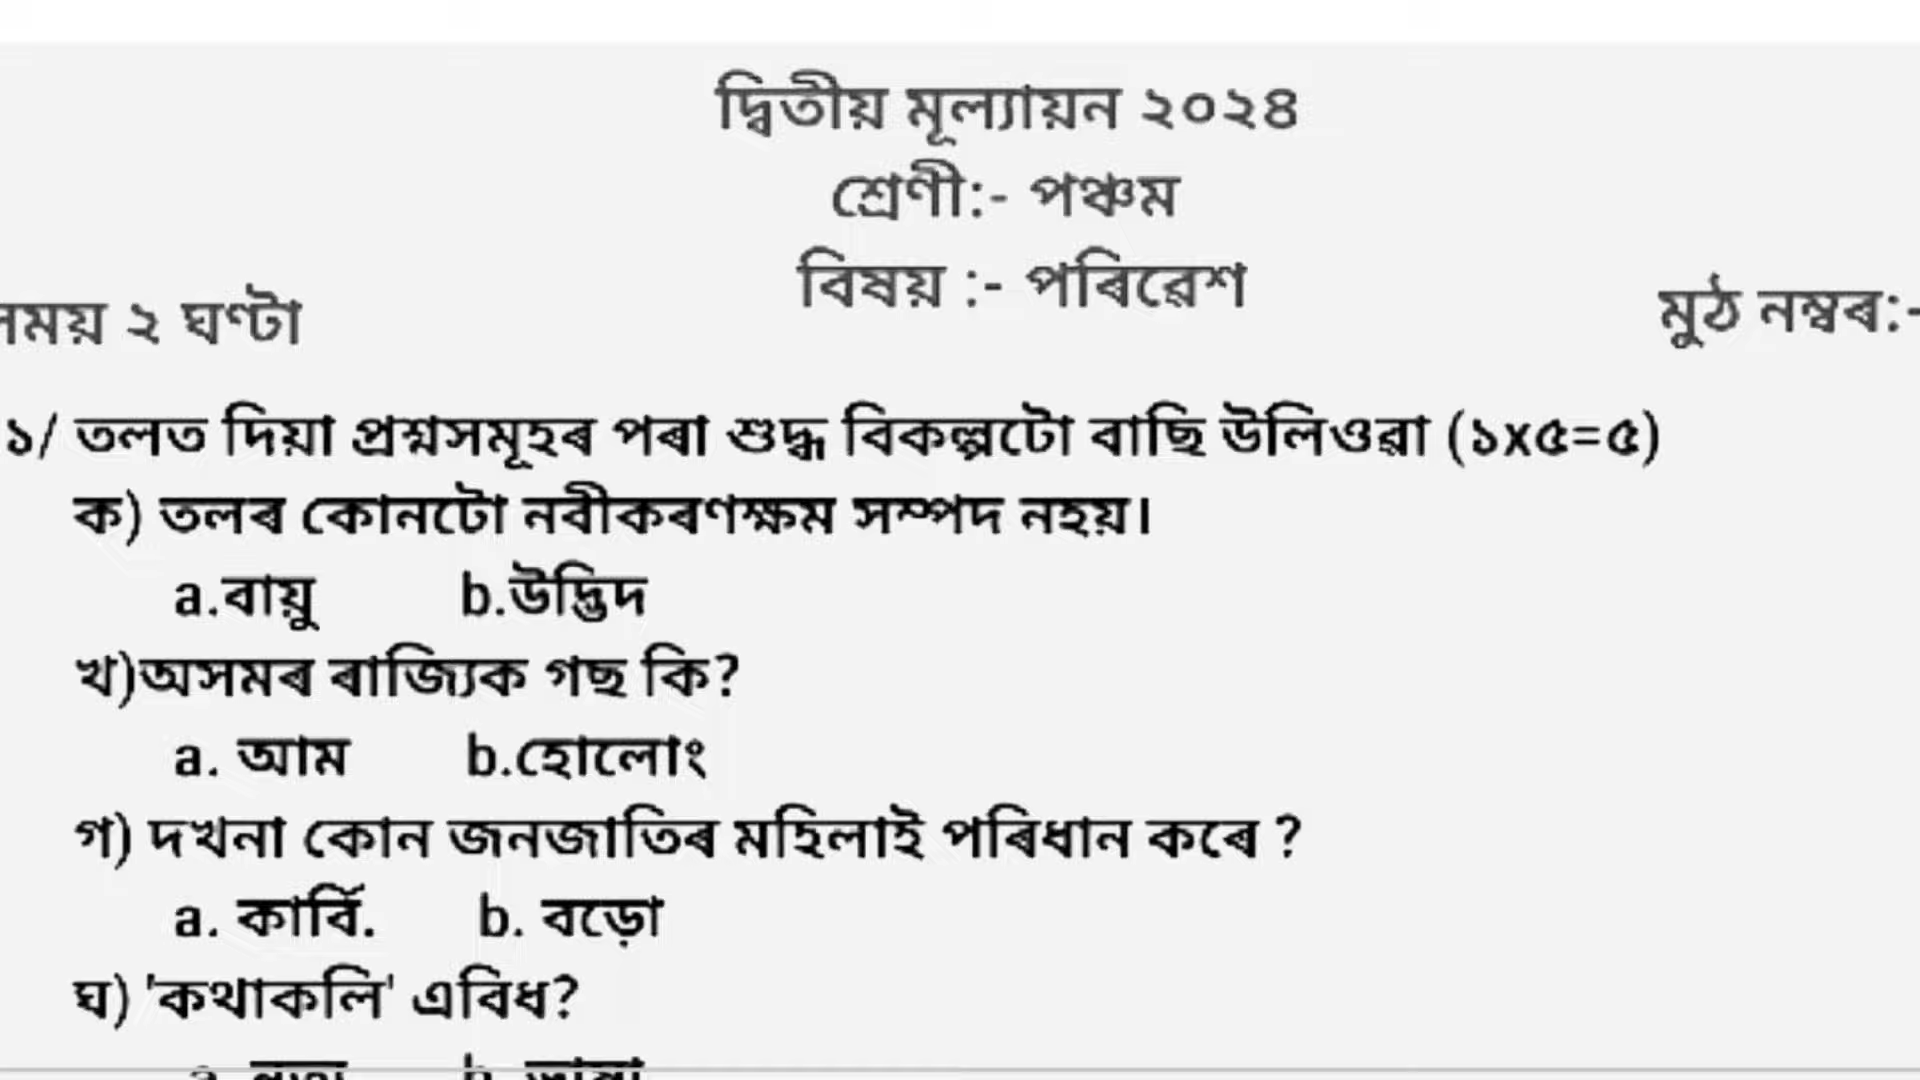 দ্বিতীয় মূল্যায়ন ২০২৪
শ্ৰেণী:- পঞ্চম
বিষয় :- পৰিৱেশ
সময় ২ ঘণ্টা
মুঠ নম্বৰ:-
১/ তলত দিয়া প্ৰশ্নসমূহৰ পৰা শুদ্ধ বিকল্পটো বাছি উলিওৱা (১x৫=৫)
ক) তলৰ কোনটো নবীকৰণক্ষম সম্পদ নহয়।
a.বায়ু b.উদ্ভিদ
খ)অসমৰ ৰাজ্যিক গছ কি?
a. আম b.হোলোং
গ) দখনা কোন জনজাতিৰ মহিলাই পৰিধান কৰে ?
a. কাৰ্বি. b. বড়ো
ঘ) 'কথাকলি' এবিধ?